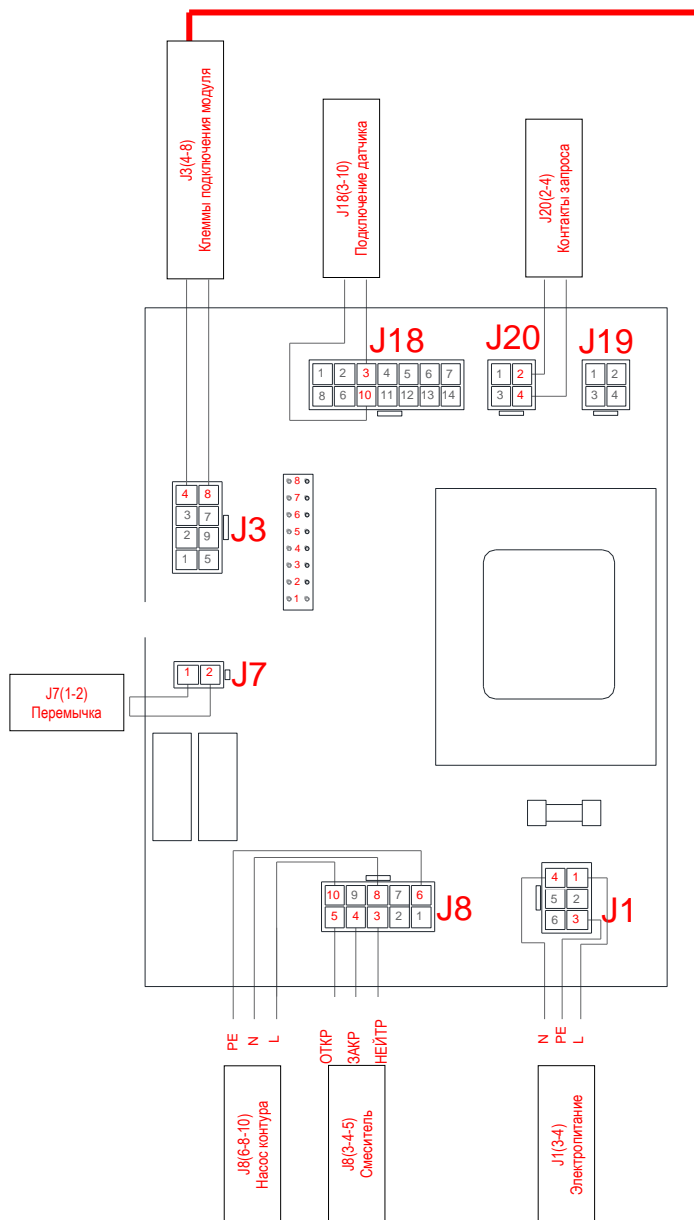 J3(4-8)
Клеммы подключения модуля
J18(3-10)
Подключение датчика
J20(2-4)
Контакты запроса
J18
J20
J19
1 2 3 4 5 6 7
8 6 10 11 12 13 14
1 2
3 4
1 2
3 4
4 8
3 7
2 9
1 5
J3
8
7
6
5
4
3
2
1
1 2
J7
J7(1-2)
Перемычка
10 9 8 7 6
5 4 3 2 1
J8
4 1
5 2
6 3
J1
PE
N
L
ОТКР
ЗАКР
НЕЙТР
N
PE
L
J8(6-8-10)
Насос контура
J8(3-4-5)
Смеситель
J1(3-4)
Электропитание